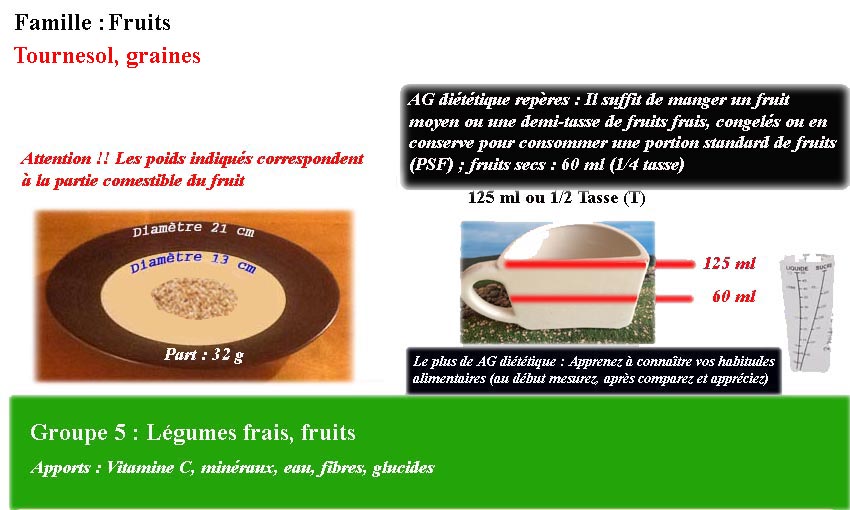 Famille : Fruits
Tournesol, graines
AG diététique repères : Il suffit de manger un fruit
moyen ou une demi-tasse de fruits frais, congelés ou en
conserve pour consommer une portion standard de fruits
(PSF) ; fruits secs : 60 ml (1/4 tasse)
Attention !! Les poids indiqués correspondent
à la partie comestible du fruit
125 ml ou 1/2 Tasse (T)
Diamètre 21 cm
Diamètre 13 cm
Part : 32 g
125 ml
60 ml
LIQUIDE SUCRE
Le plus de AG diététique : Apprenez à connaître vos habitudes
alimentaires (au début mesurez, après comparez et appréciez)
Groupe 5 : Légumes frais, fruits
Apports : Vitamine C, minéraux, eau, fibres, glucides